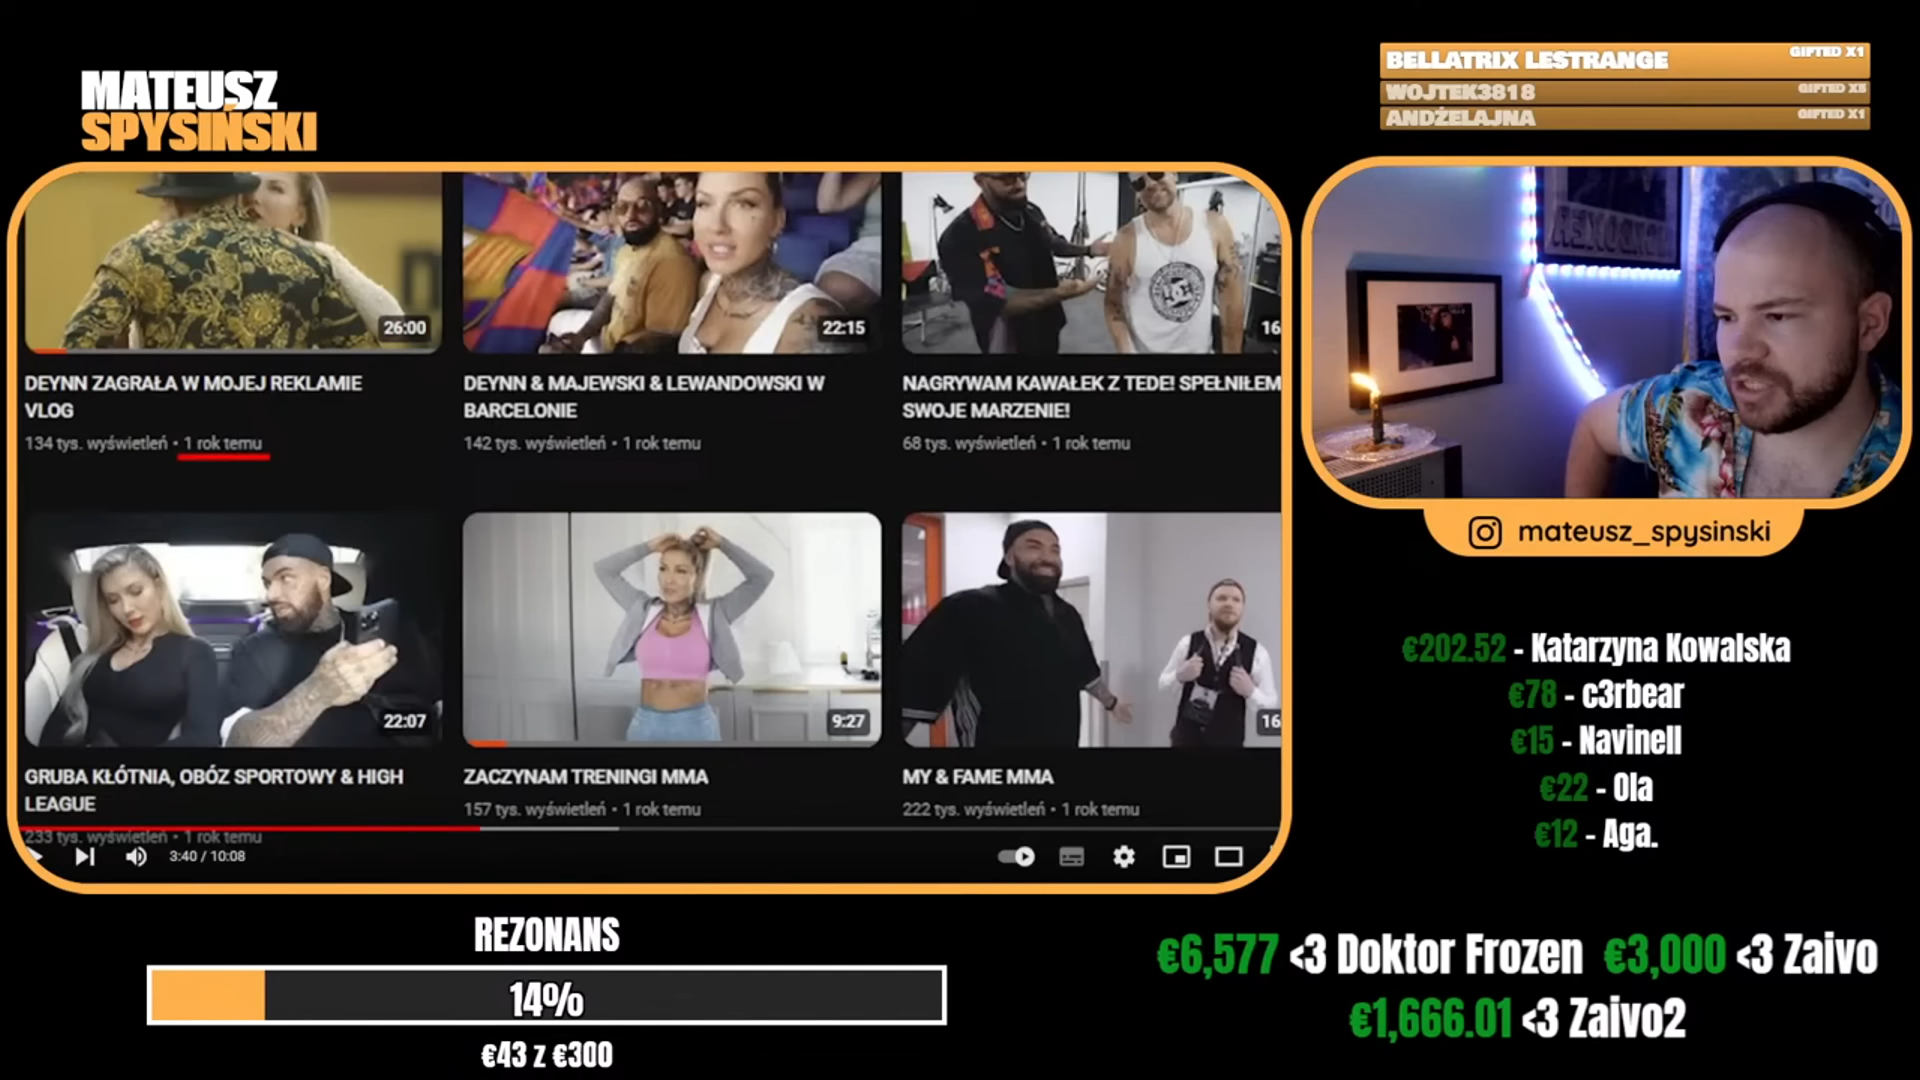 MATEUSZ
SPYSIŃSKI
BELLATRIX LESTRANGE GIFTED X1
WOJTEK3818 GIFTED X5
ANDŻELAJNA GIFTED X1
26:00
22:15
16
DEYNN ZAGRAŁA W MOJEJ REKLAMIE
VLOG
134 tys. wyświetleń • 1 rok temu
DEYNN & MAJEWSKI & LEWANDOWSKI W
BARCELONIE
142 tys. wyświetleń • 1 rok temu
NAGRYWAM KAWAŁEK Z TEDE! SPEŁNIŁEM
SWOJE MARZENIE!
68 tys. wyświetleń • 1 rok temu
mateusz_spysinski
22:07
9:27
16
GRUBA KŁÓTNIA, OBÓZ SPORTOWY & HIGH
LEAGUE
233 tys. wyświetleń • 1 rok temu
ZACZYNAM TRENINGI MMA
157 tys. wyświetleń • 1 rok temu
MY & FAME MMA
222 tys. wyświetleń • 1 rok temu
3:40 / 10:08
€202.52 - Katarzyna Kowalska
€78 - c3rbear
€15 - Navinell
€22 - Ola
€12 - Aga.
REZONANS
14%
€43 z €300
€6,577 <3 Doktor Frozen €3,000 <3 Zaivo
€1,666.01 <3 Zaivo2